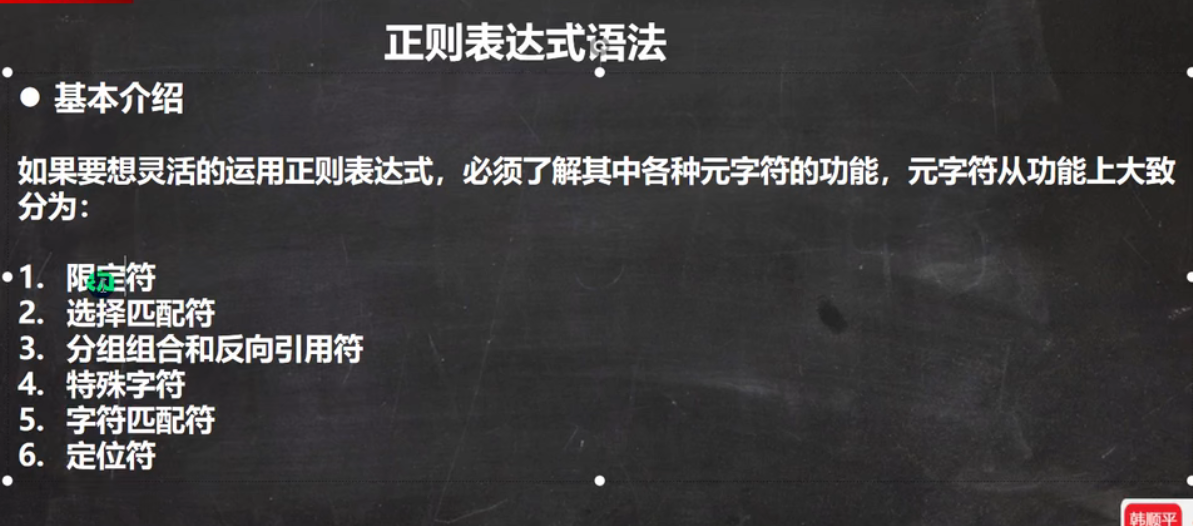 正则表达式语法
● 基本介绍
如果要想灵活的运用正则表达式，必须了解其中各种元字符的功能，元字符从功能上大致
分为：
1. 限定符
2. 选择匹配符
3. 分组组合和反向引用符
4. 特殊字符
5. 字符匹配符
6. 定位符
韩顺平